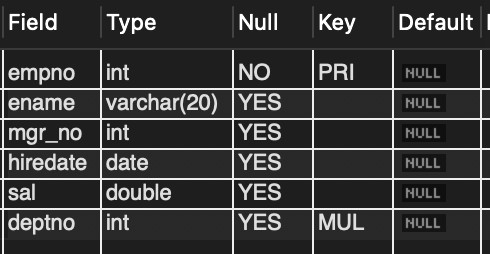 Field Type Null Key Default
empno int NO PRI NULL
ename varchar(20) YES NULL
mgr_no int YES NULL
hiredate date YES NULL
sal double YES NULL
deptno int YES MUL NULL